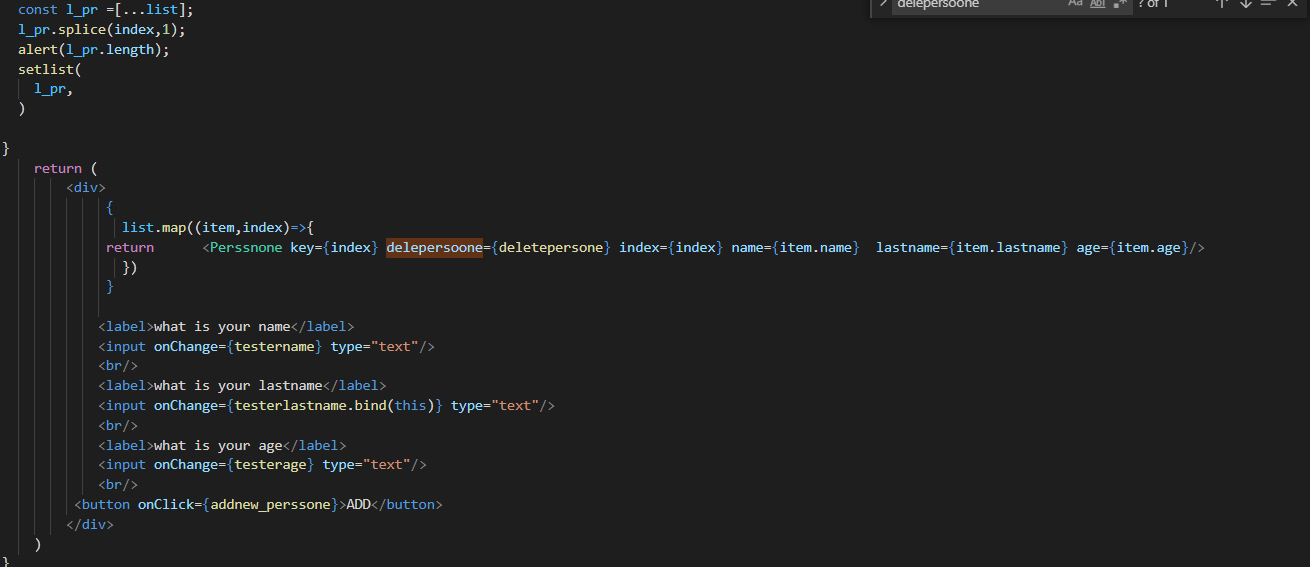 const l_pr =[...list];
delepersoone Aa Abl .* ? of 1
l_pr.splice(index,1);
alert(l_pr.length);
setlist(
l_pr,
)
}
return (
<div>
{
list.map((item,index)=>{
return <Perssnone key={index} delepersoone={deletepersone} index={index} name={item.name} lastname={item.lastname} age={item.age}/>
})
}
<label>what is your name</label>
<input onChange={testername} type="text"/>
<br/>
<label>what is your lastname</label>
<input onChange={testerlastname.bind(this)} type="text"/>
<br/>
<label>what is your age</label>
<input onChange={testerage} type="text"/>
<br/>
<button onClick={addnew_perssone}>ADD</button>
</div>
)
}